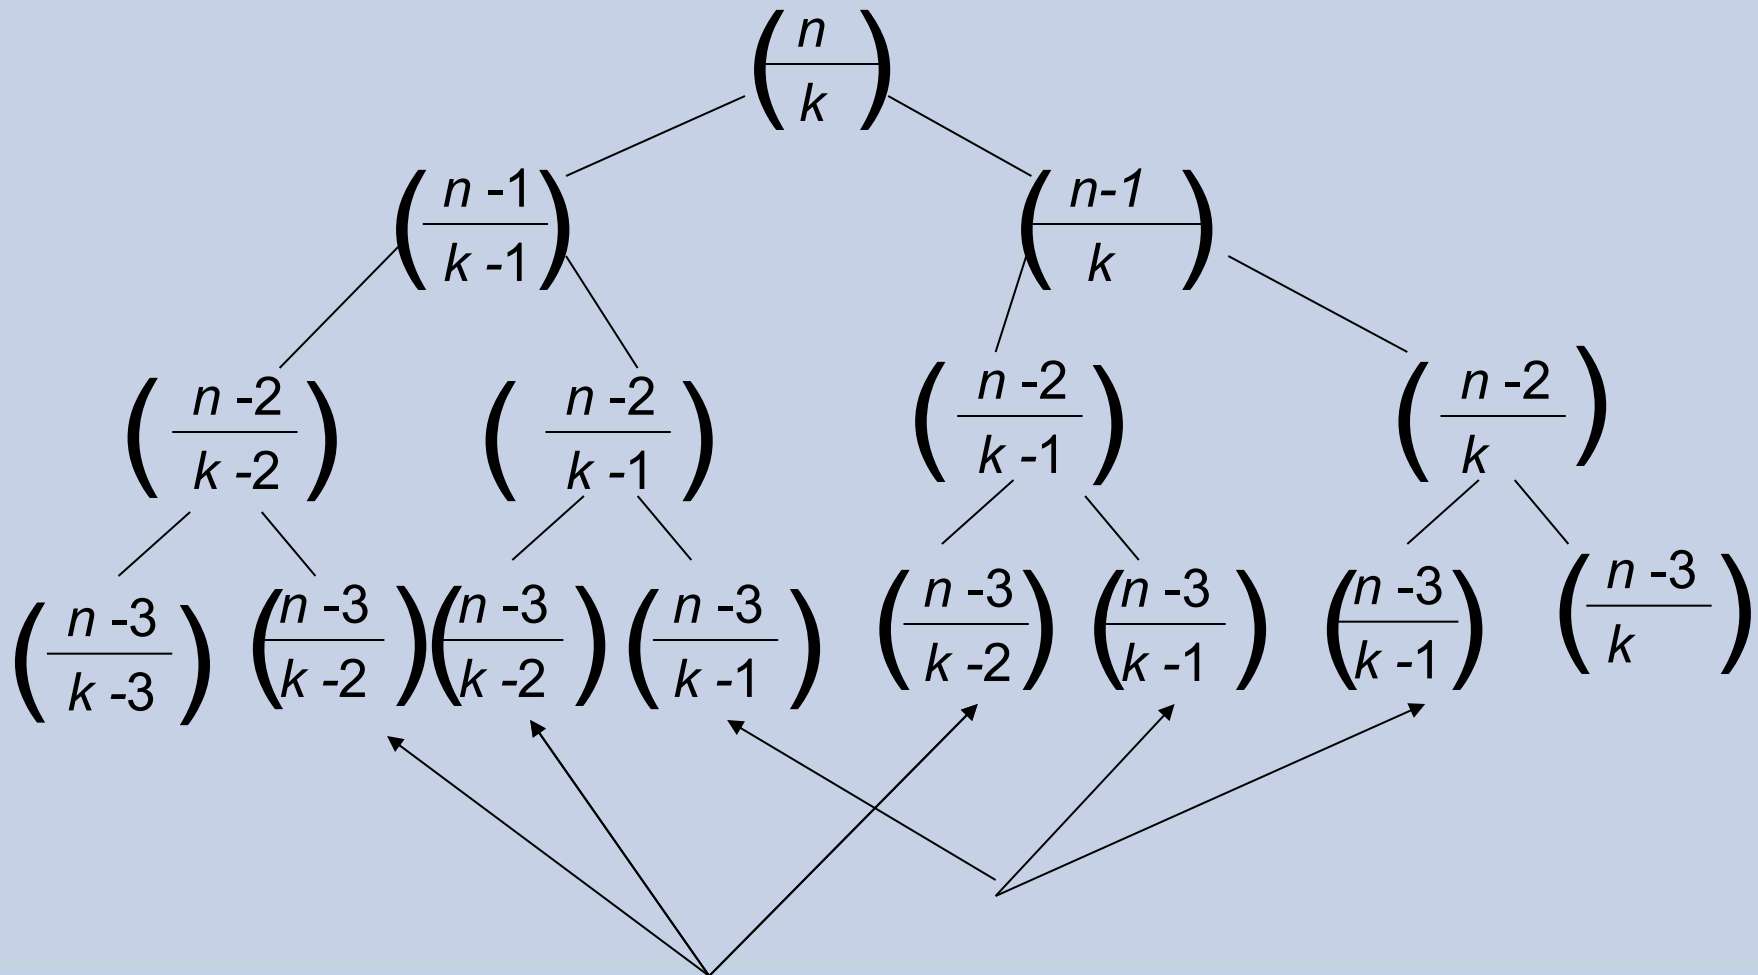 ( n / k )
( n -1 / k -1 ) ( n-1 / k )
( n -2 / k -2 ) ( n -2 / k -1 ) ( n -2 / k -1 ) ( n -2 / k )
( n -3 / k -3 ) ( n -3 / k -2 ) ( n -3 / k -2 ) ( n -3 / k -1 ) ( n -3 / k -2 ) ( n -3 / k -1 ) ( n -3 / k -1 ) ( n -3 / k )